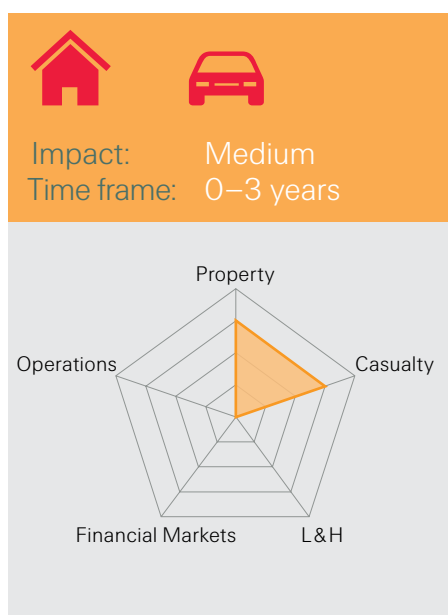 Impact: Medium
Time frame: 0–3 years
Property
Operations
Casualty
Financial Markets
L&H